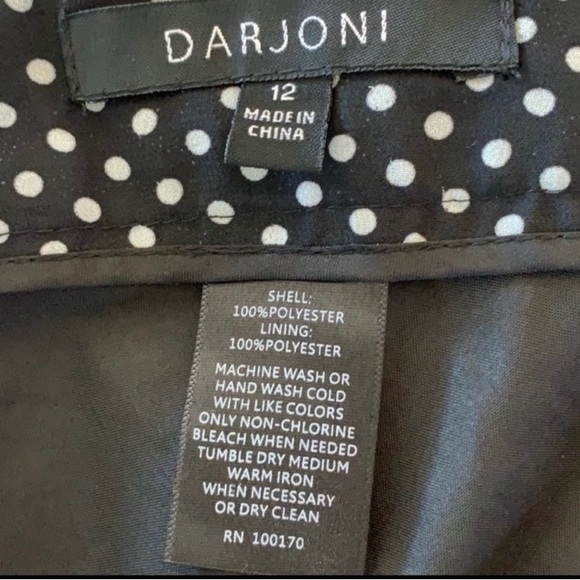 DARJONI
12
MADE IN
CHINA
SHELL:
100%POLYESTER
LINING:
100%POLYESTER
MACHINE WASH OR
HAND WASH COLD
WITH LIKE COLORS
ONLY NON-CHLORINE
BLEACH WHEN NEEDED
TUMBLE DRY MEDIUM
WARM IRON
WHEN NECESSARY
OR DRY CLEAN
RN 100170